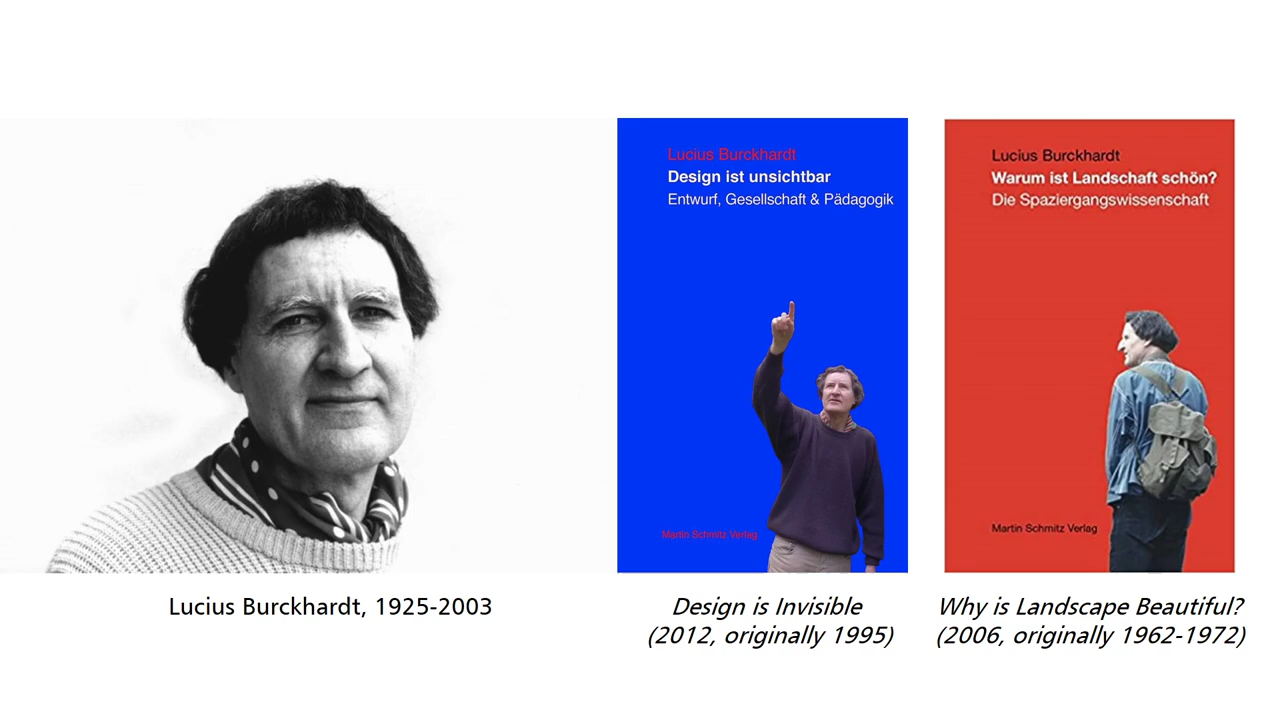 Lucius Burckhardt
Design ist unsichtbar
Entwurf, Gesellschaft & Pädagogik
Martin Schmitz Verlag
Lucius Burckhardt
Warum ist Landschaft schön?
Die Spaziergangswissenschaft
Martin Schmitz Verlag
Lucius Burckhardt, 1925-2003
Design is Invisible
(2012, originally 1995)
Why is Landscape Beautiful?
(2006, originally 1962-1972)